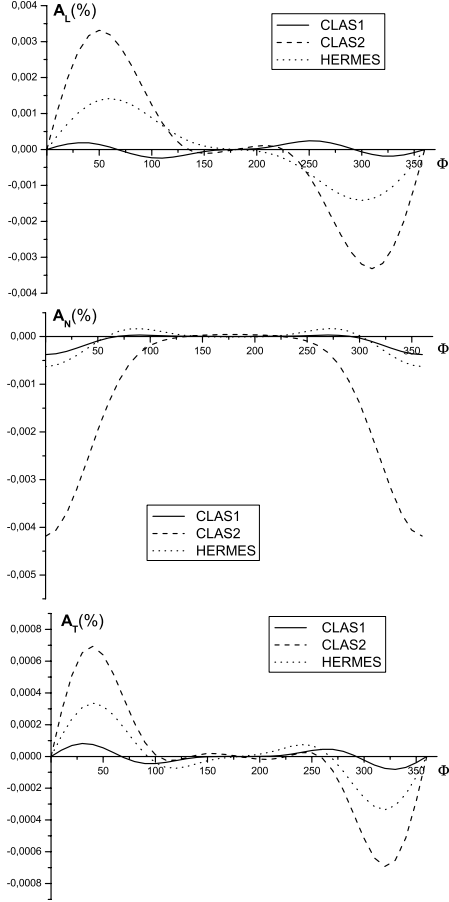 A_L(%)
0,004
CLAS1
CLAS2
HERMES
0,003
0,002
0,001
0,000
50 100 150 200 250 300 350 Φ
-0,001
-0,002
-0,003
-0,004
A_N(%)
0,000
50 100 150 200 250 300 350 Φ
-0,001
-0,002
-0,003
-0,004
CLAS1
CLAS2
HERMES
-0,005
A_T(%)
CLAS1
CLAS2
HERMES
0,0008
0,0006
0,0004
0,0002
0,0000
50 100 150 200 250 300 350 Φ
-0,0002
-0,0004
-0,0006
-0,0008